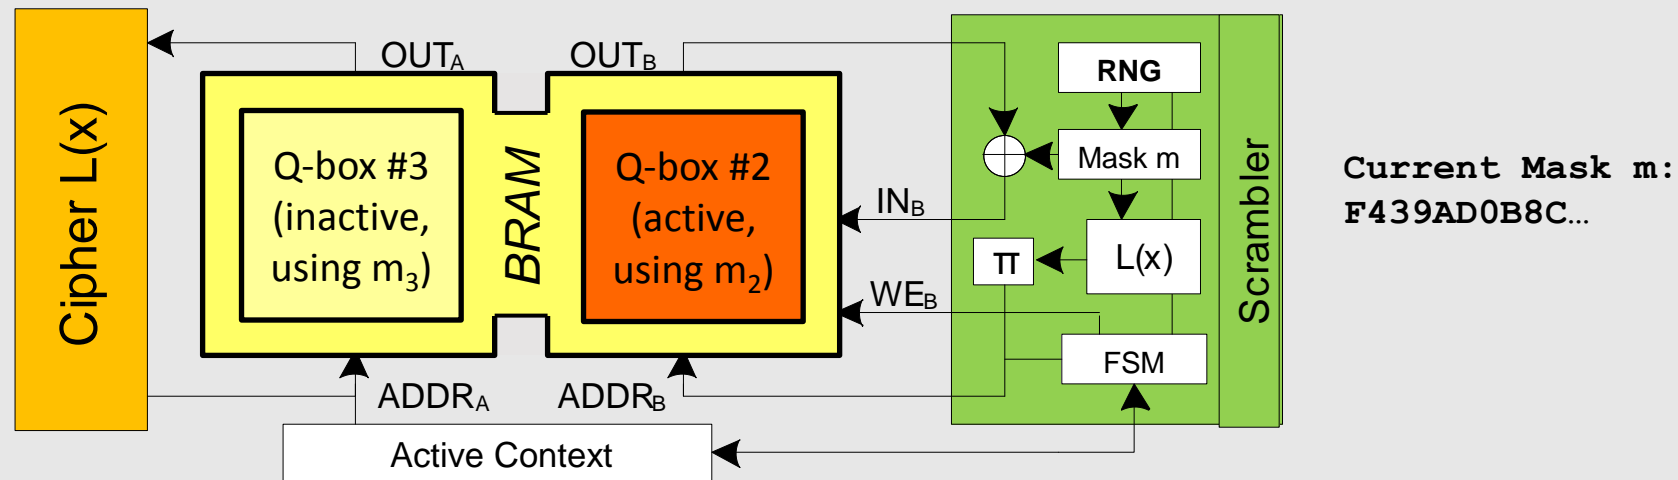 Cipher L(x)
OUTA
OUTB
Q-box #3
(inactive,
using m3)
BRAM
Q-box #2
(active,
using m2)
INB
WEB
ADDRA
ADDRB
Active Context
RNG
Mask m
L(x)
π
FSM
Scrambler
Current Mask m:
F439AD0B8C…